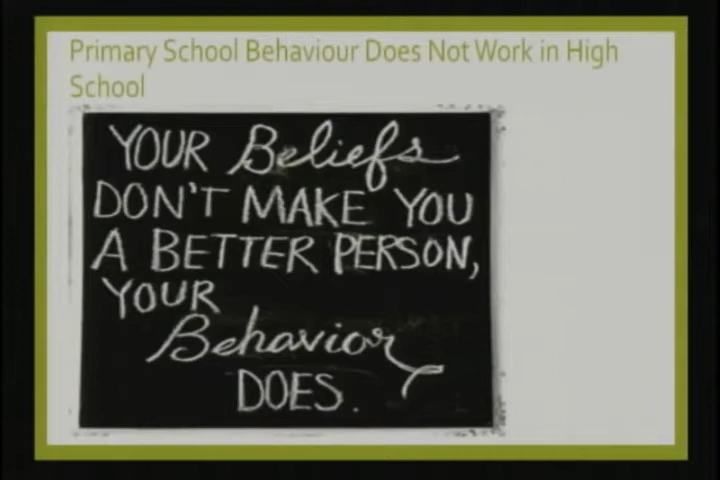 Primary School Behaviour Does Not Work in High
School
YOUR Beliefs
DON'T MAKE YOU
A BETTER PERSON,
YOUR
Behavior
DOES.